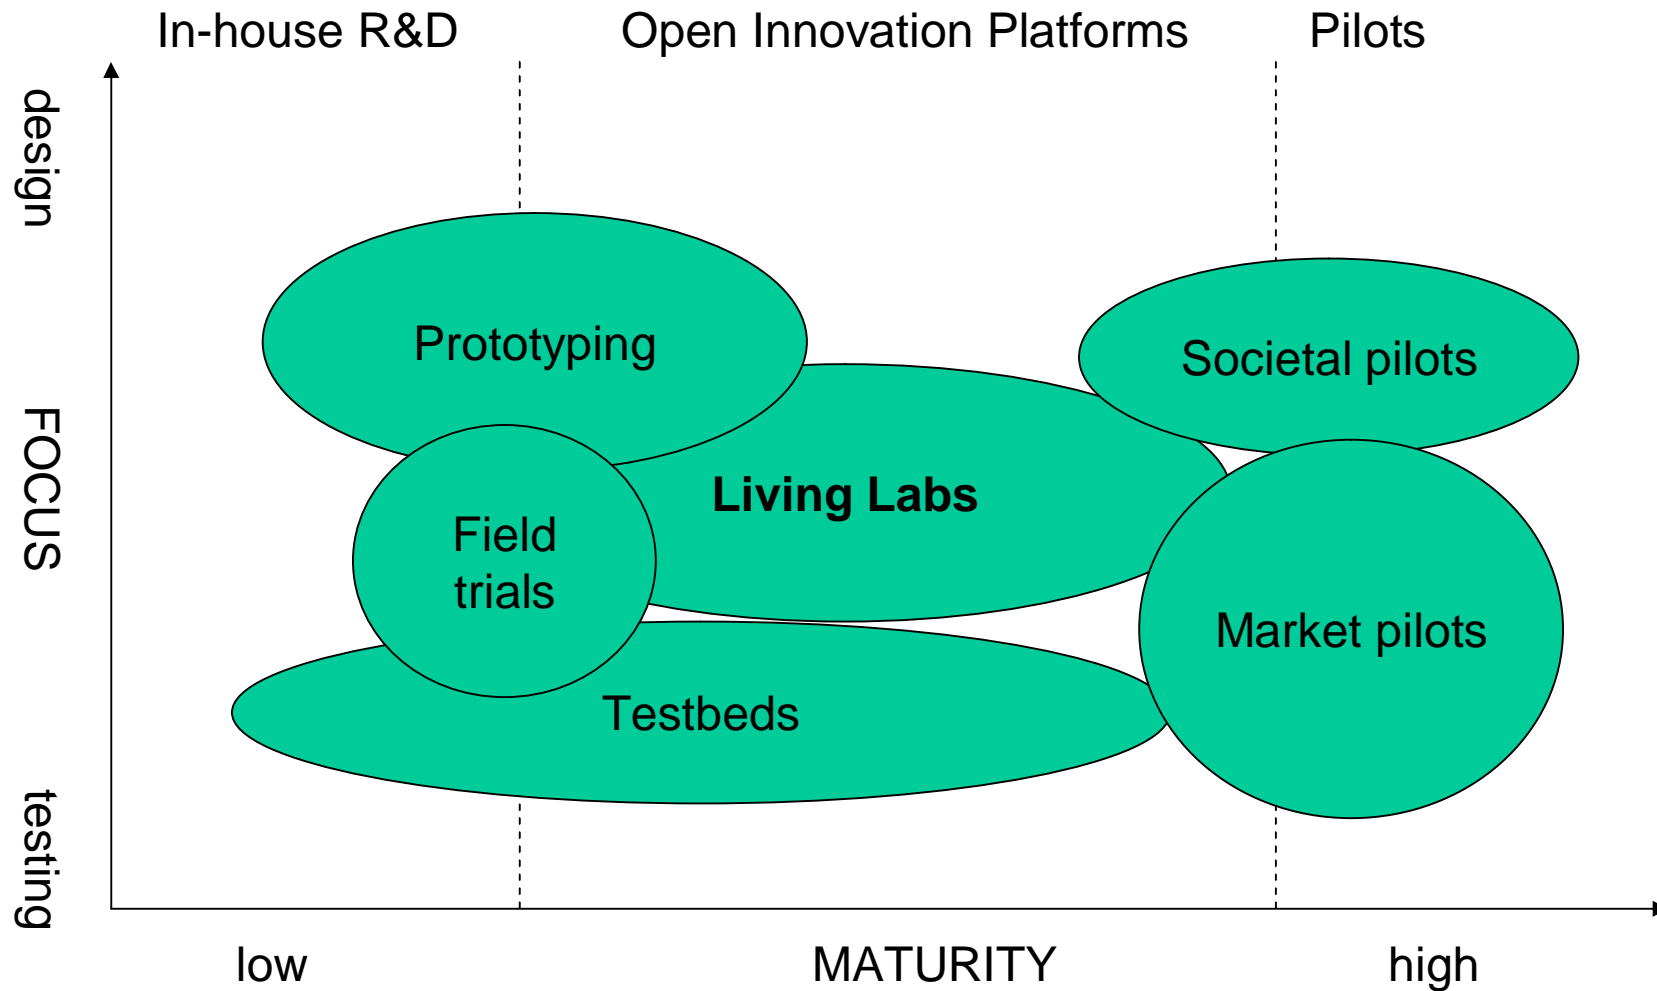 In-house R&D
Open Innovation Platforms
Pilots
design
FOCUS
testing
Prototyping
Societal pilots
Living Labs
Field
trials
Market pilots
Testbeds
low
MATURITY
high